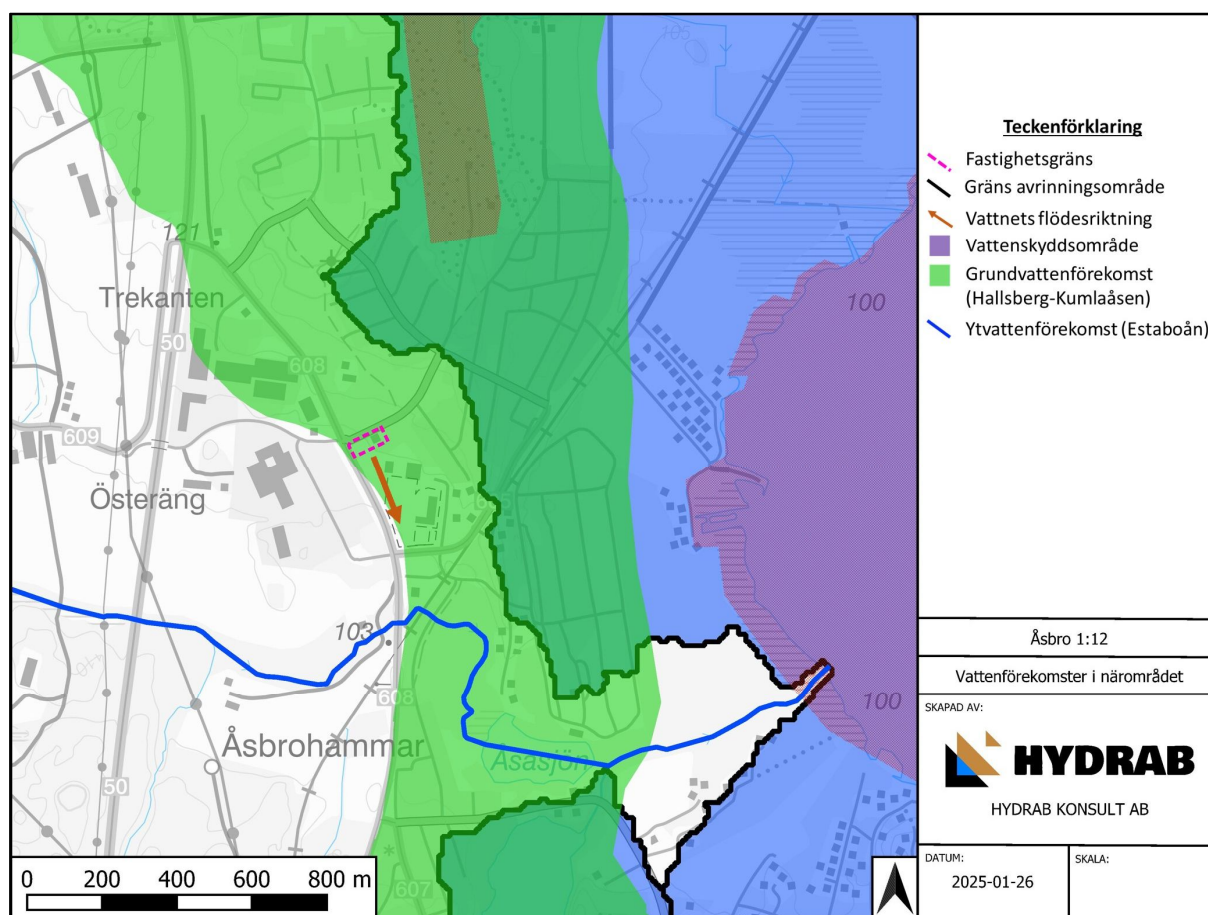 105
121
Trekanten
50
608
100
609
Österäng
103
608
Åsbrohammar
Åsasjön
100
50
607
0 200 400 600 800 m
Teckenförklaring
Fastighetsgräns
Gräns avrinningsområde
Vattnets flödesriktning
Vattenskyddsområde
Grundvattenförekomst
(Hallsberg-Kumlaåsen)
Ytvattenförekomst (Estaboån)
Åsbro 1:12
Vattenförekomster i närområdet
SKAPAD AV:
HYDRAB
HYDRAB KONSULT AB
DATUM:
2025-01-26
SKALA: